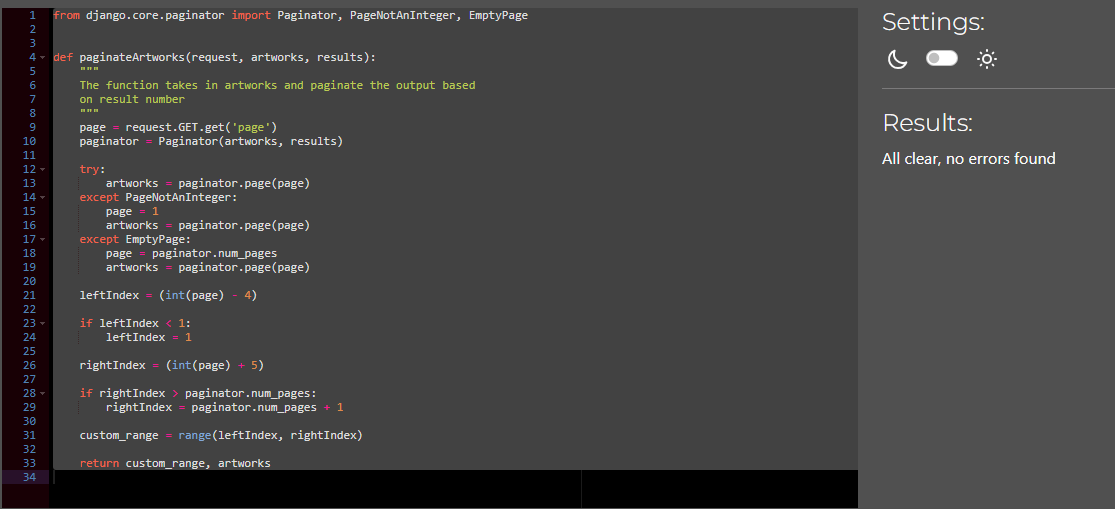 1 from django.core.paginator import Paginator, PageNotAnInteger, EmptyPage
2
3
4 def paginateArtworks(request, artworks, results):
5     """
6     The function takes in artworks and paginate the output based
7     on result number
8     """
9     page = request.GET.get('page')
10     paginator = Paginator(artworks, results)
11
12     try:
13         artworks = paginator.page(page)
14     except PageNotAnInteger:
15         page = 1
16         artworks = paginator.page(page)
17     except EmptyPage:
18         page = paginator.num_pages
19         artworks = paginator.page(page)
20
21     leftIndex = (int(page) - 4)
22
23     if leftIndex < 1:
24         leftIndex = 1
25
26     rightIndex = (int(page) + 5)
27
28     if rightIndex > paginator.num_pages:
29         rightIndex = paginator.num_pages + 1
30
31     custom_range = range(leftIndex, rightIndex)
32
33     return custom_range, artworks
34
Settings:
Results:
All clear, no errors found